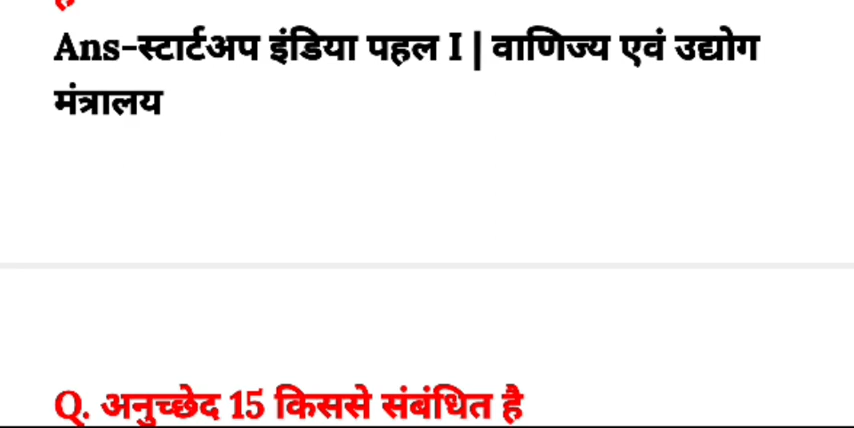 Ans-स्टार्टअप इंडिया पहल I | वाणिज्य एवं उद्योग
मंत्रालय
Q. अनुच्छेद 15 किससे संबंधित है